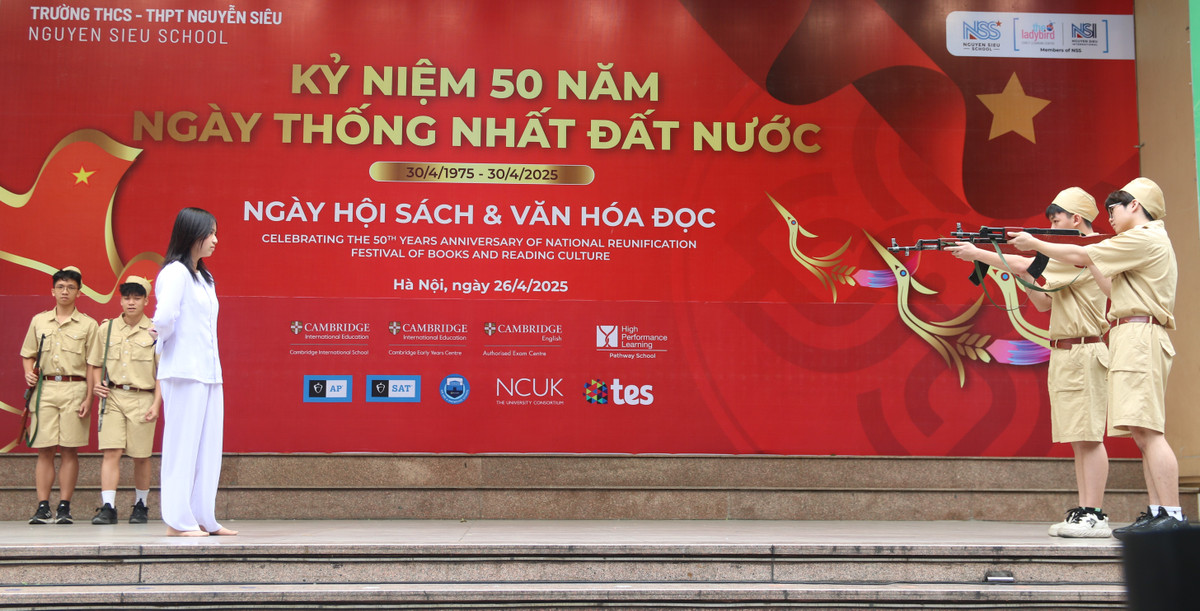 TRƯỜNG THCS - THPT NGUYỄN SIÊU
NGUYEN SIEU SCHOOL
NSS
NGUYEN SIEU
SCHOOL
the
ladybird
NSI
Members of NSS
KỶ NIỆM 50 NĂM
NGÀY THỐNG NHẤT ĐẤT NƯỚC
30/4/1975 - 30/4/2025
NGÀY HỘI SÁCH & VĂN HÓA ĐỌC
CELEBRATING THE 50TH YEARS ANNIVERSARY OF NATIONAL REUNIFICATION
FESTIVAL OF BOOKS AND READING CULTURE
Hà Nội, ngày 26/4/2025
CAMBRIDGE
International Education
Cambridge International School
CAMBRIDGE
International Education
Cambridge Early Years Centre
CAMBRIDGE
English
Authorised Exam Centre
High
Performance
Learning
Pathway School
AP
SAT
NCUK
THE UNIVERSITY CONSORTIUM
tes